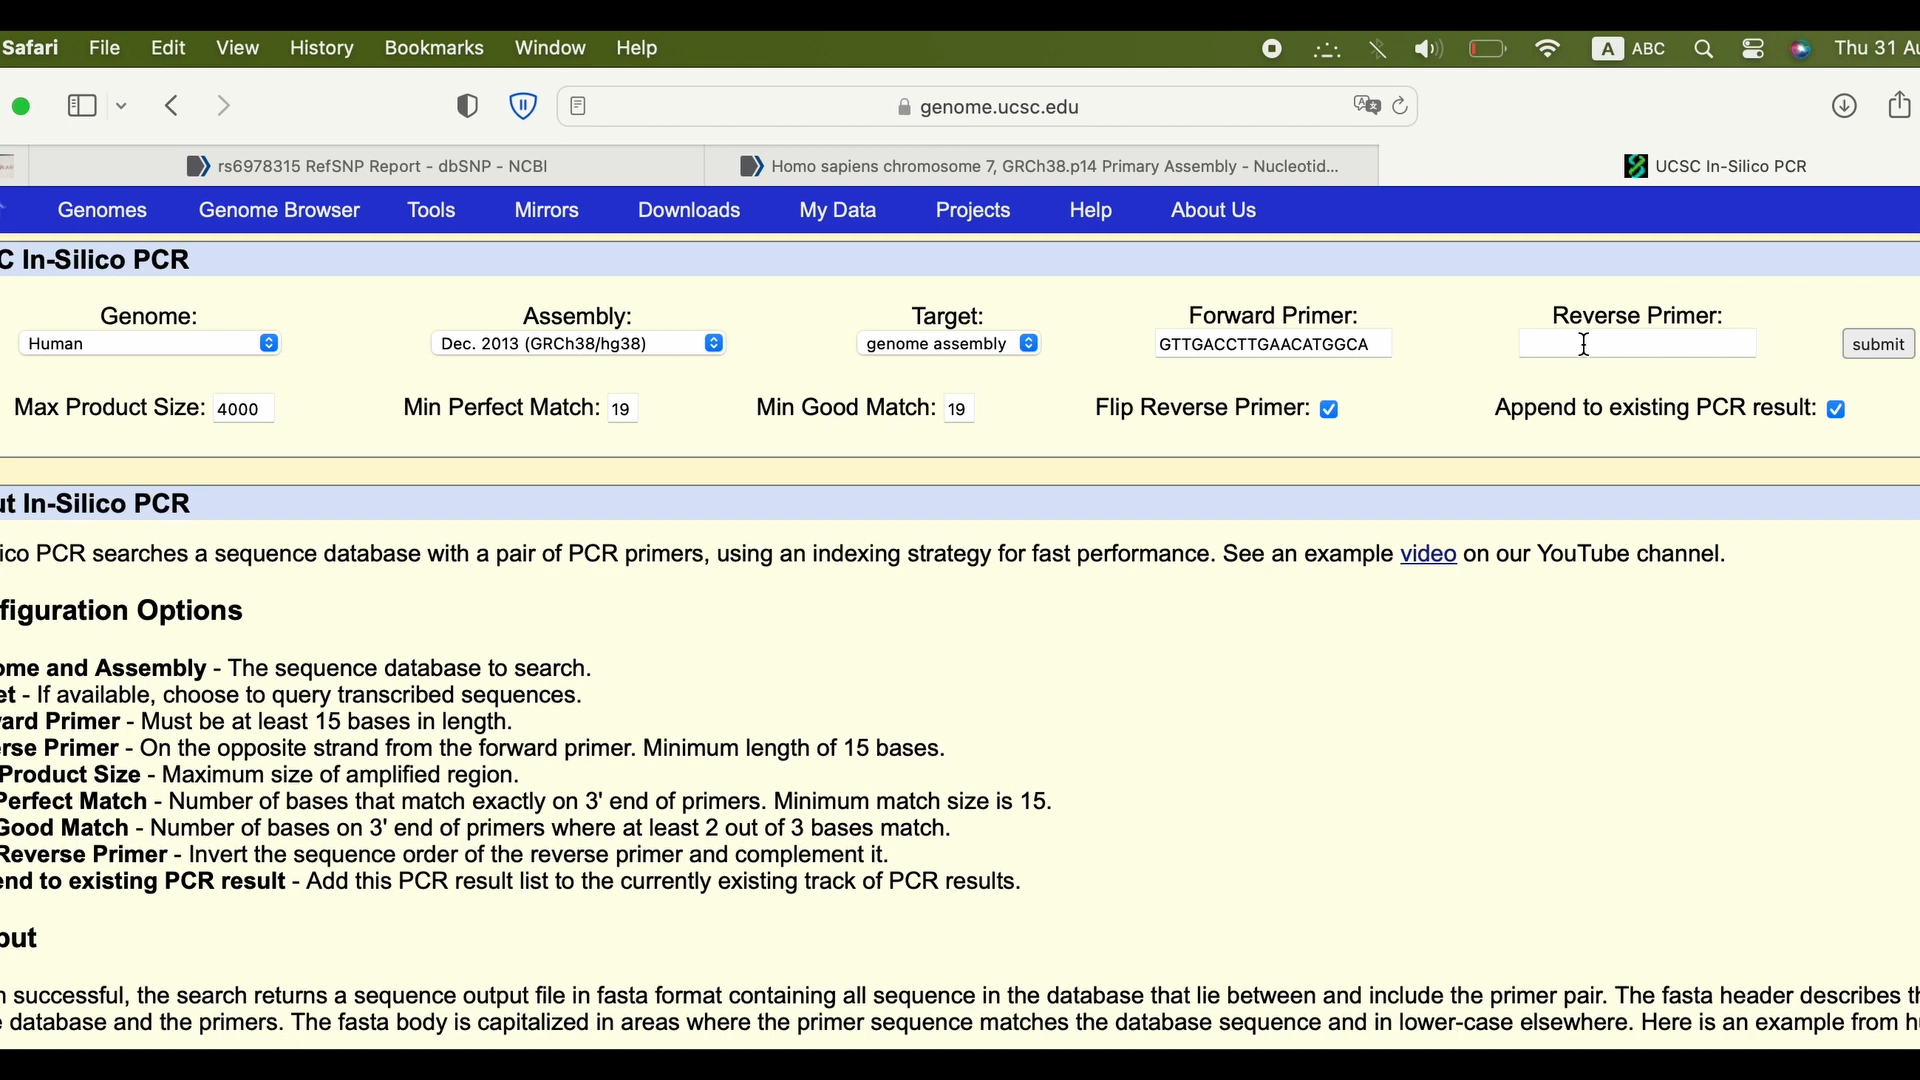 Safari File Edit View History Bookmarks Window Help A ABC Thu 31 Au
genome.ucsc.edu
rs6978315 RefSNP Report - dbSNP - NCBI
Homo sapiens chromosome 7, GRCh38.p14 Primary Assembly - Nucleotid...
UCSC In-Silico PCR
Genomes Genome Browser Tools Mirrors Downloads My Data Projects Help About Us
C In-Silico PCR
Genome: Assembly: Target: Forward Primer: Reverse Primer:
Human Dec. 2013 (GRCh38/hg38) genome assembly GTTGACCTTGAACATGGCA submit
Max Product Size: 4000 Min Perfect Match: 19 Min Good Match: 19 Flip Reverse Primer: Append to existing PCR result:
ut In-Silico PCR
ico PCR searches a sequence database with a pair of PCR primers, using an indexing strategy for fast performance. See an example video on our YouTube channel.
figuration Options
ome and Assembly - The sequence database to search.
et - If available, choose to query transcribed sequences.
ard Primer - Must be at least 15 bases in length.
rse Primer - On the opposite strand from the forward primer. Minimum length of 15 bases.
Product Size - Maximum size of amplified region.
Perfect Match - Number of bases that match exactly on 3' end of primers. Minimum match size is 15.
Good Match - Number of bases on 3' end of primers where at least 2 out of 3 bases match.
Reverse Primer - Invert the sequence order of the reverse primer and complement it.
end to existing PCR result - Add this PCR result list to the currently existing track of PCR results.
put
n successful, the search returns a sequence output file in fasta format containing all sequence in the database that lie between and include the primer pair. The fasta header describes th
e database and the primers. The fasta body is capitalized in areas where the primer sequence matches the database sequence and in lower-case elsewhere. Here is an example from h